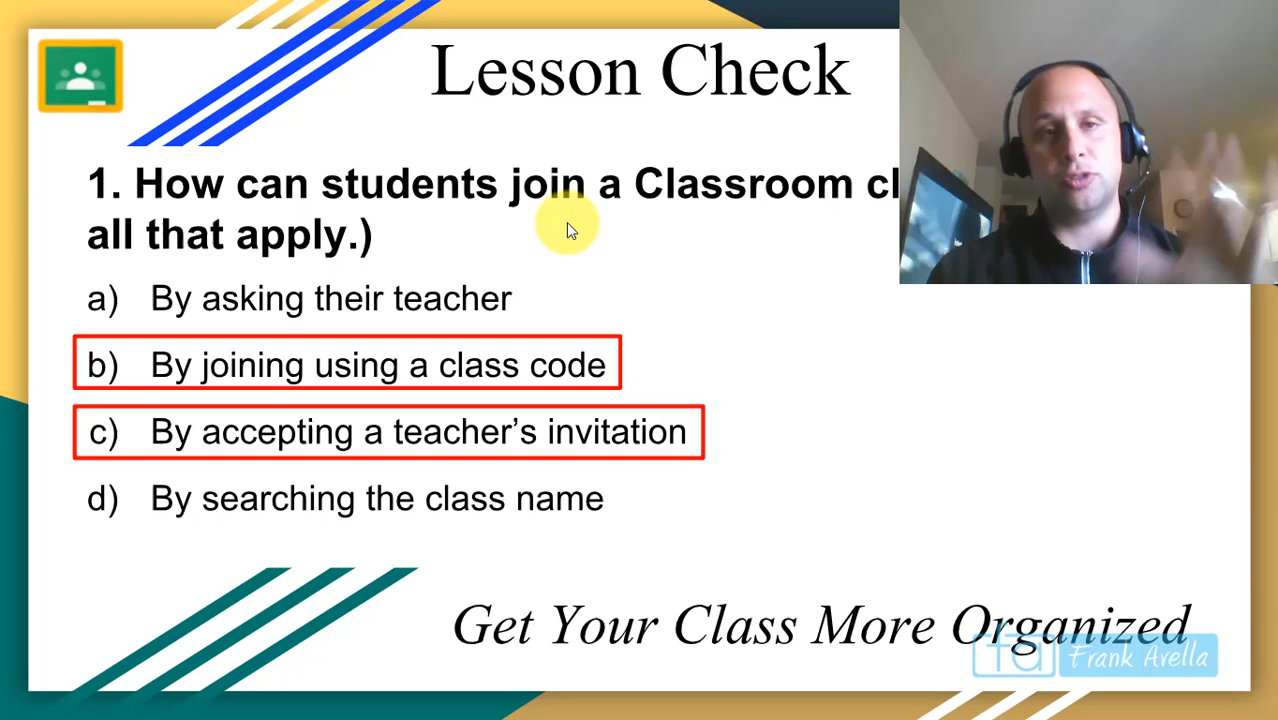 Lesson Check
1. How can students join a Classroom cl
all that apply.)
a) By asking their teacher
b) By joining using a class code
c) By accepting a teacher’s invitation
d) By searching the class name
Get Your Class More Organized
fa Frank Avella